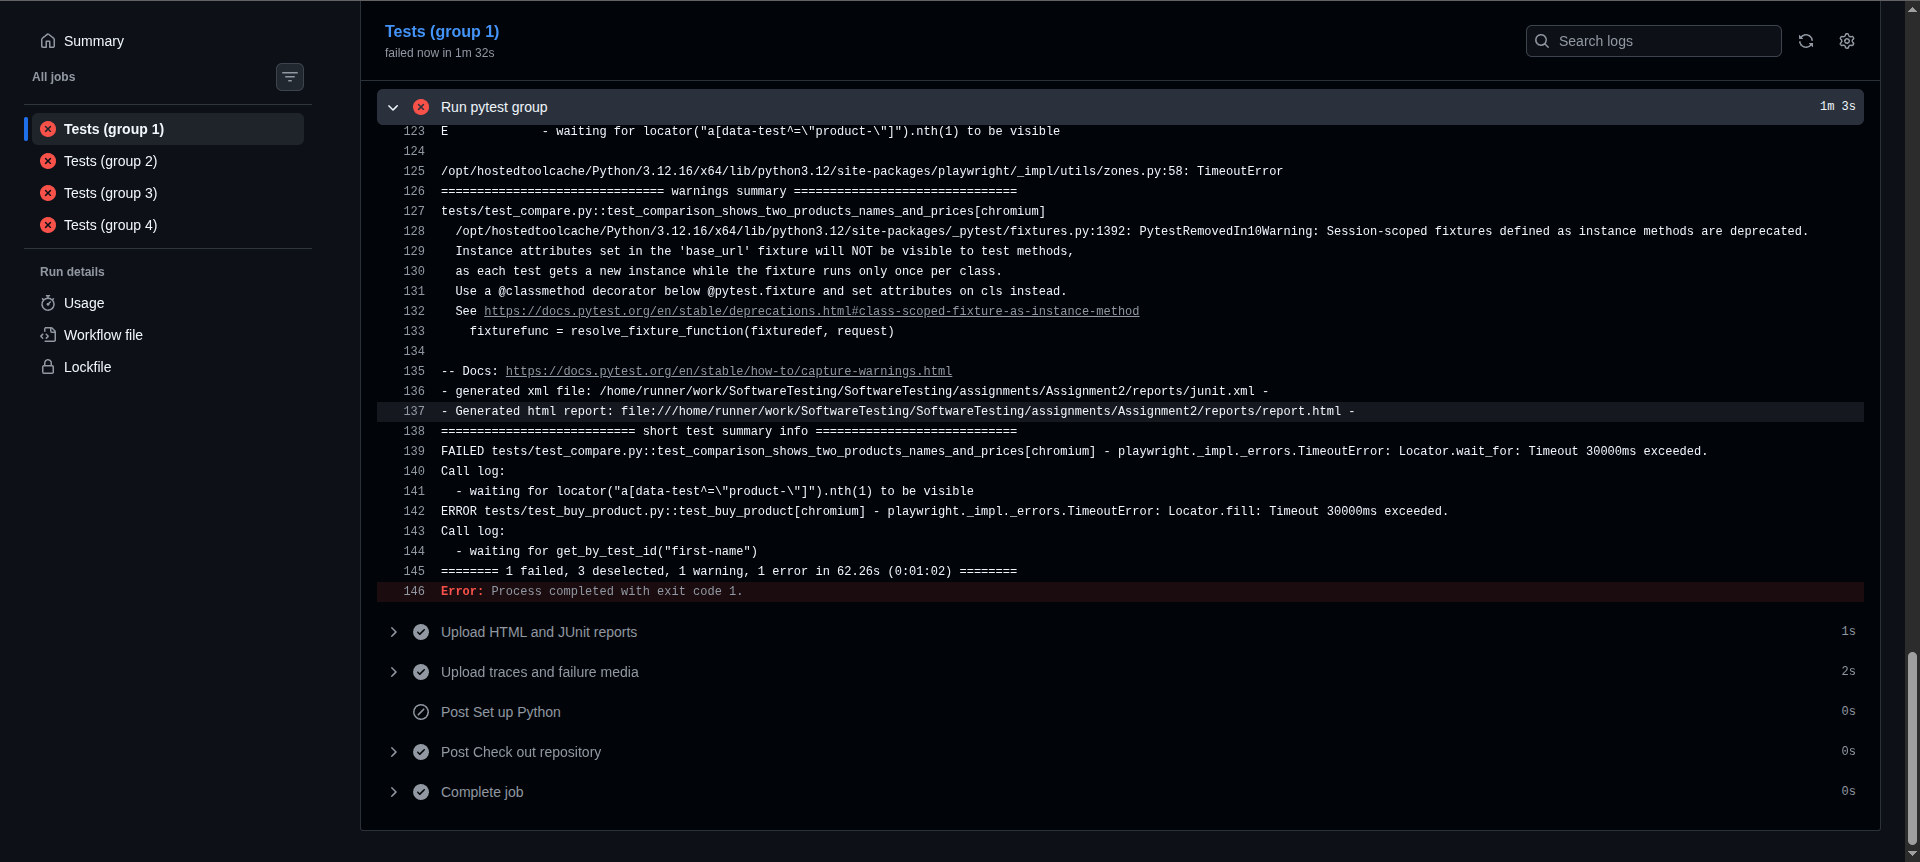 Summary
All jobs
Tests (group 1)
Tests (group 2)
Tests (group 3)
Tests (group 4)
Run details
Usage
Workflow file
Lockfile
Tests (group 1)
failed now in 1m 32s
Search logs
Run pytest group 1m 3s
123 E - waiting for locator("a[data-test^=\"product-\"]").nth(1) to be visible
124
125 /opt/hostedtoolcache/Python/3.12.16/x64/lib/python3.12/site-packages/playwright/_impl/utils/zones.py:58: TimeoutError
126 =============================== warnings summary ===============================
127 tests/test_compare.py::test_comparison_shows_two_products_names_and_prices[chromium]
128 /opt/hostedtoolcache/Python/3.12.16/x64/lib/python3.12/site-packages/_pytest/fixtures.py:1392: PytestRemovedIn10Warning: Session-scoped fixtures defined as instance methods are deprecated.
129 Instance attributes set in the 'base_url' fixture will NOT be visible to test methods,
130 as each test gets a new instance while the fixture runs only once per class.
131 Use a @classmethod decorator below @pytest.fixture and set attributes on cls instead.
132 See https://docs.pytest.org/en/stable/deprecations.html#class-scoped-fixture-as-instance-method
133 fixturefunc = resolve_fixture_function(fixturedef, request)
134
135 -- Docs: https://docs.pytest.org/en/stable/how-to/capture-warnings.html
136 - generated xml file: /home/runner/work/SoftwareTesting/SoftwareTesting/assignments/Assignment2/reports/junit.xml -
137 - Generated html report: file:///home/runner/work/SoftwareTesting/SoftwareTesting/assignments/Assignment2/reports/report.html -
138 =========================== short test summary info ============================
139 FAILED tests/test_compare.py::test_comparison_shows_two_products_names_and_prices[chromium] - playwright._impl._errors.TimeoutError: Locator.wait_for: Timeout 30000ms exceeded.
140 Call log:
141 - waiting for locator("a[data-test^=\"product-\"]").nth(1) to be visible
142 ERROR tests/test_buy_product.py::test_buy_product[chromium] - playwright._impl._errors.TimeoutError: Locator.fill: Timeout 30000ms exceeded.
143 Call log:
144 - waiting for get_by_test_id("first-name")
145 ======== 1 failed, 3 deselected, 1 warning, 1 error in 62.26s (0:01:02) ========
146 Error: Process completed with exit code 1.
Upload HTML and JUnit reports 1s
Upload traces and failure media 2s
Post Set up Python 0s
Post Check out repository 0s
Complete job 0s